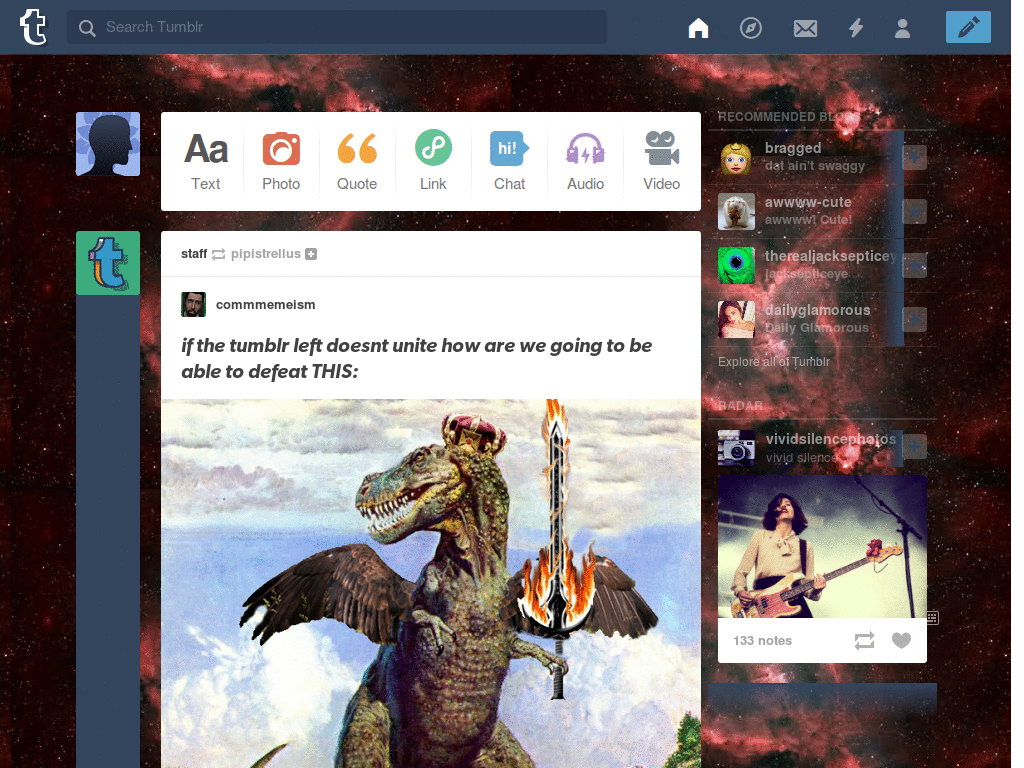 Search Tumblr
Aa
Text
Photo
Quote
Link
hi!
Chat
Audio
Video
staff pipistrellus
commmemeism
if the tumblr left doesnt unite how are we going to be
able to defeat THIS:
RECOMMENDED BLOGS
bragged
dat ain't swaggy
awwww-cute
awwww! Cute!
therealjacksepticey
jacksepticeye
dailyglamorous
Daily Glamorous
Explore all of Tumblr
RADAR
vividsilencephotos
vivid silence
133 notes